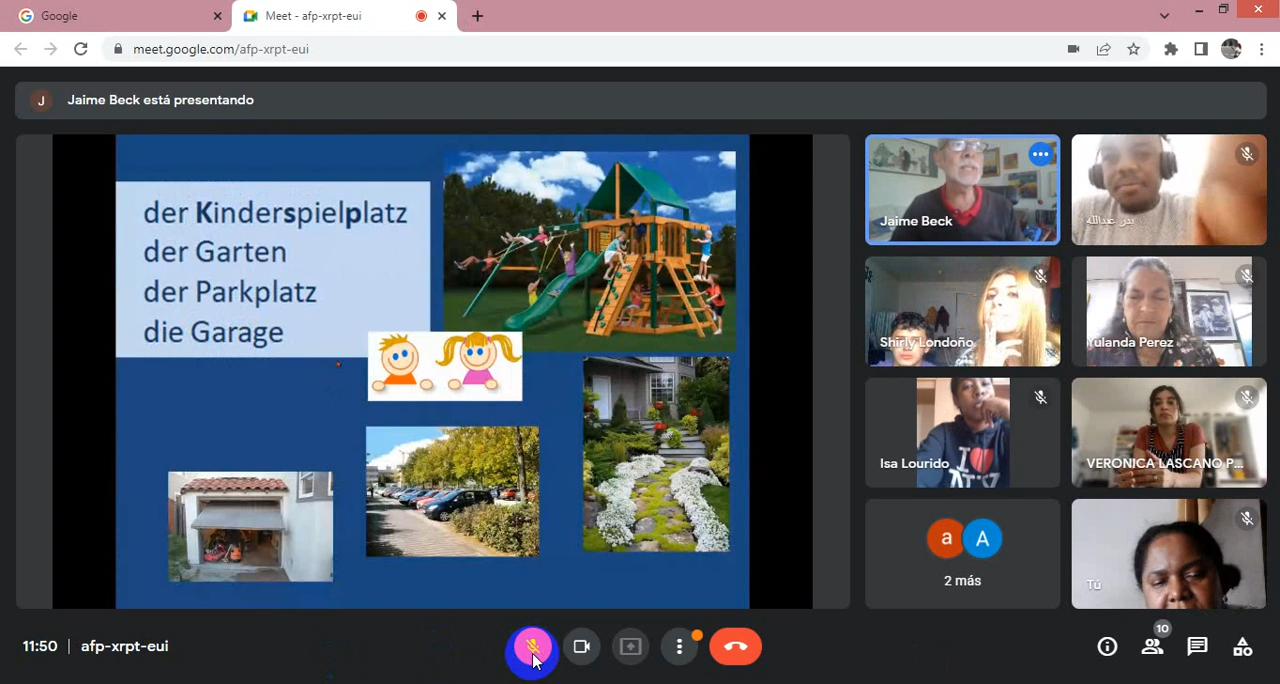 Google
Meet - afp-xrpt-eui
meet.google.com/afp-xrpt-eui
J
Jaime Beck está presentando
der Kinderspielplatz
der Garten
der Parkplatz
die Garage
Jaime Beck
بدر عبدالله
Shirly Londoño
Yulanda Perez
Isa Lourido
VERONICA LASCANO P...
a
A
2 más
Tú
11:50
afp-xrpt-eui
10